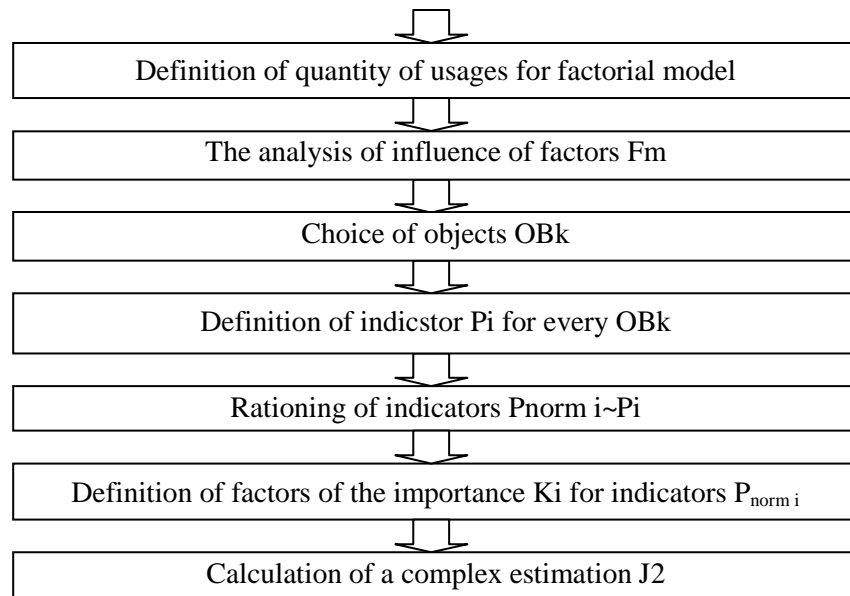 Definition of quantity of usages for factorial model
The analysis of influence of factors Fm
Choice of objects OBk
Definition of indicstor Pi for every OBk
Rationing of indicators Pnorm i~Pi
Definition of factors of the importance Ki for indicators Pnorm i
Calculation of a complex estimation J2